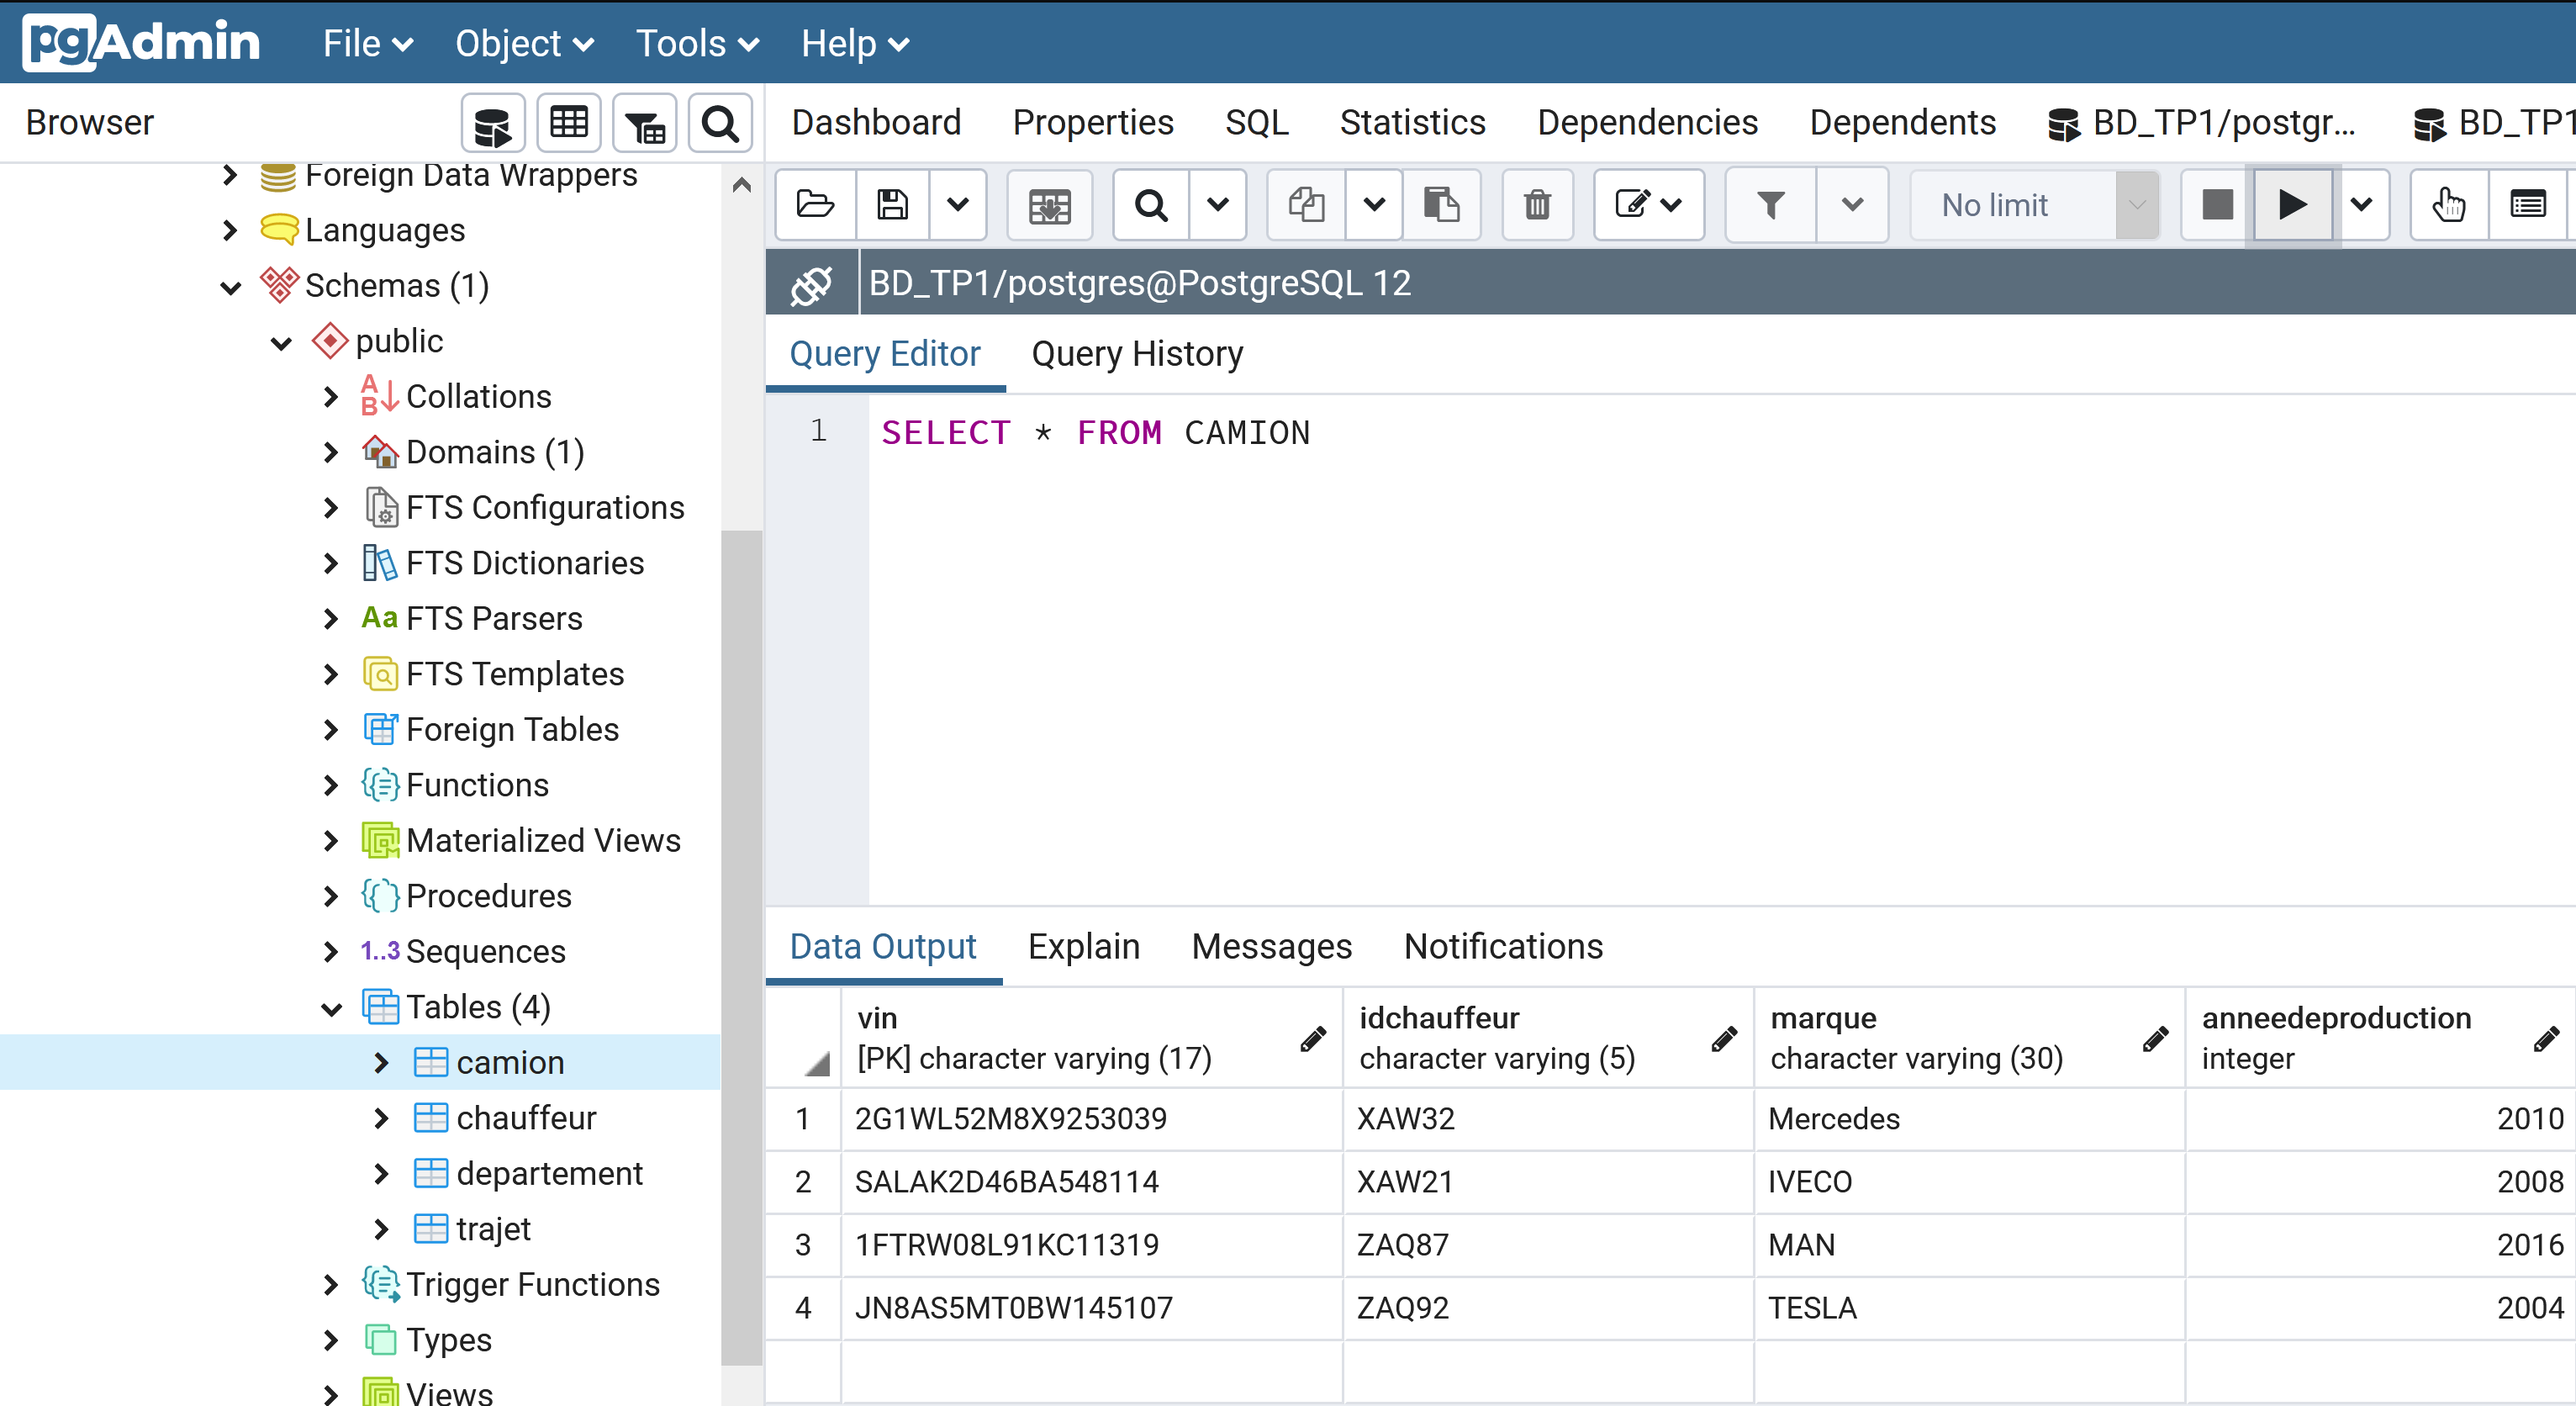 pgAdmin File Object Tools Help
Browser
Dashboard Properties SQL Statistics Dependencies Dependents BD_TP1/postgr... BD_TP1
Foreign Data Wrappers
Languages
Schemas (1)
public
Collations
Domains (1)
FTS Configurations
FTS Dictionaries
Aa FTS Parsers
FTS Templates
Foreign Tables
Functions
Materialized Views
Procedures
1..3 Sequences
Tables (4)
camion
chauffeur
departement
trajet
Trigger Functions
Types
Views
No limit
BD_TP1/postgres@PostgreSQL 12
Query Editor Query History
1 SELECT * FROM CAMION
Data Output Explain Messages Notifications
vin idchauffeur marque anneedeproduction
[PK] character varying (17) character varying (5) character varying (30) integer
1 2G1WL52M8X9253039 XAW32 Mercedes 2010
2 SALAK2D46BA548114 XAW21 IVECO 2008
3 1FTRW08L91KC11319 ZAQ87 MAN 2016
4 JN8AS5MT0BW145107 ZAQ92 TESLA 2004